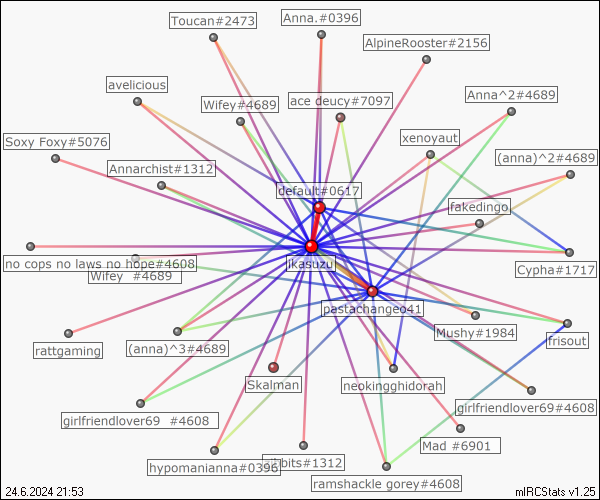 Toucan#2473
Anna.#0396
AlpineRooster#2156
avelicious
Wifey#4689
ace deucy#7097
Anna^2#4689
Soxy Foxy#5076
xenoyaut
Annarchist#1312
(anna)^2#4689
default#0617
fakedingo
no cops no laws no hope#4608
jkasuzu
Cypha#1717
Wifey #4689
pastachangeo41
Mushy#1984
frisout
rattgaming
(anna)^3#4689
Skalman
neokingghidorah
girlfriendlover69#4608
girlfriendlover69 #4608
Mad #6901
hypomanianna#0396
bits#1312
ramshackle gorey#4608
24.6.2024 21:53
mIRCStats v1.25